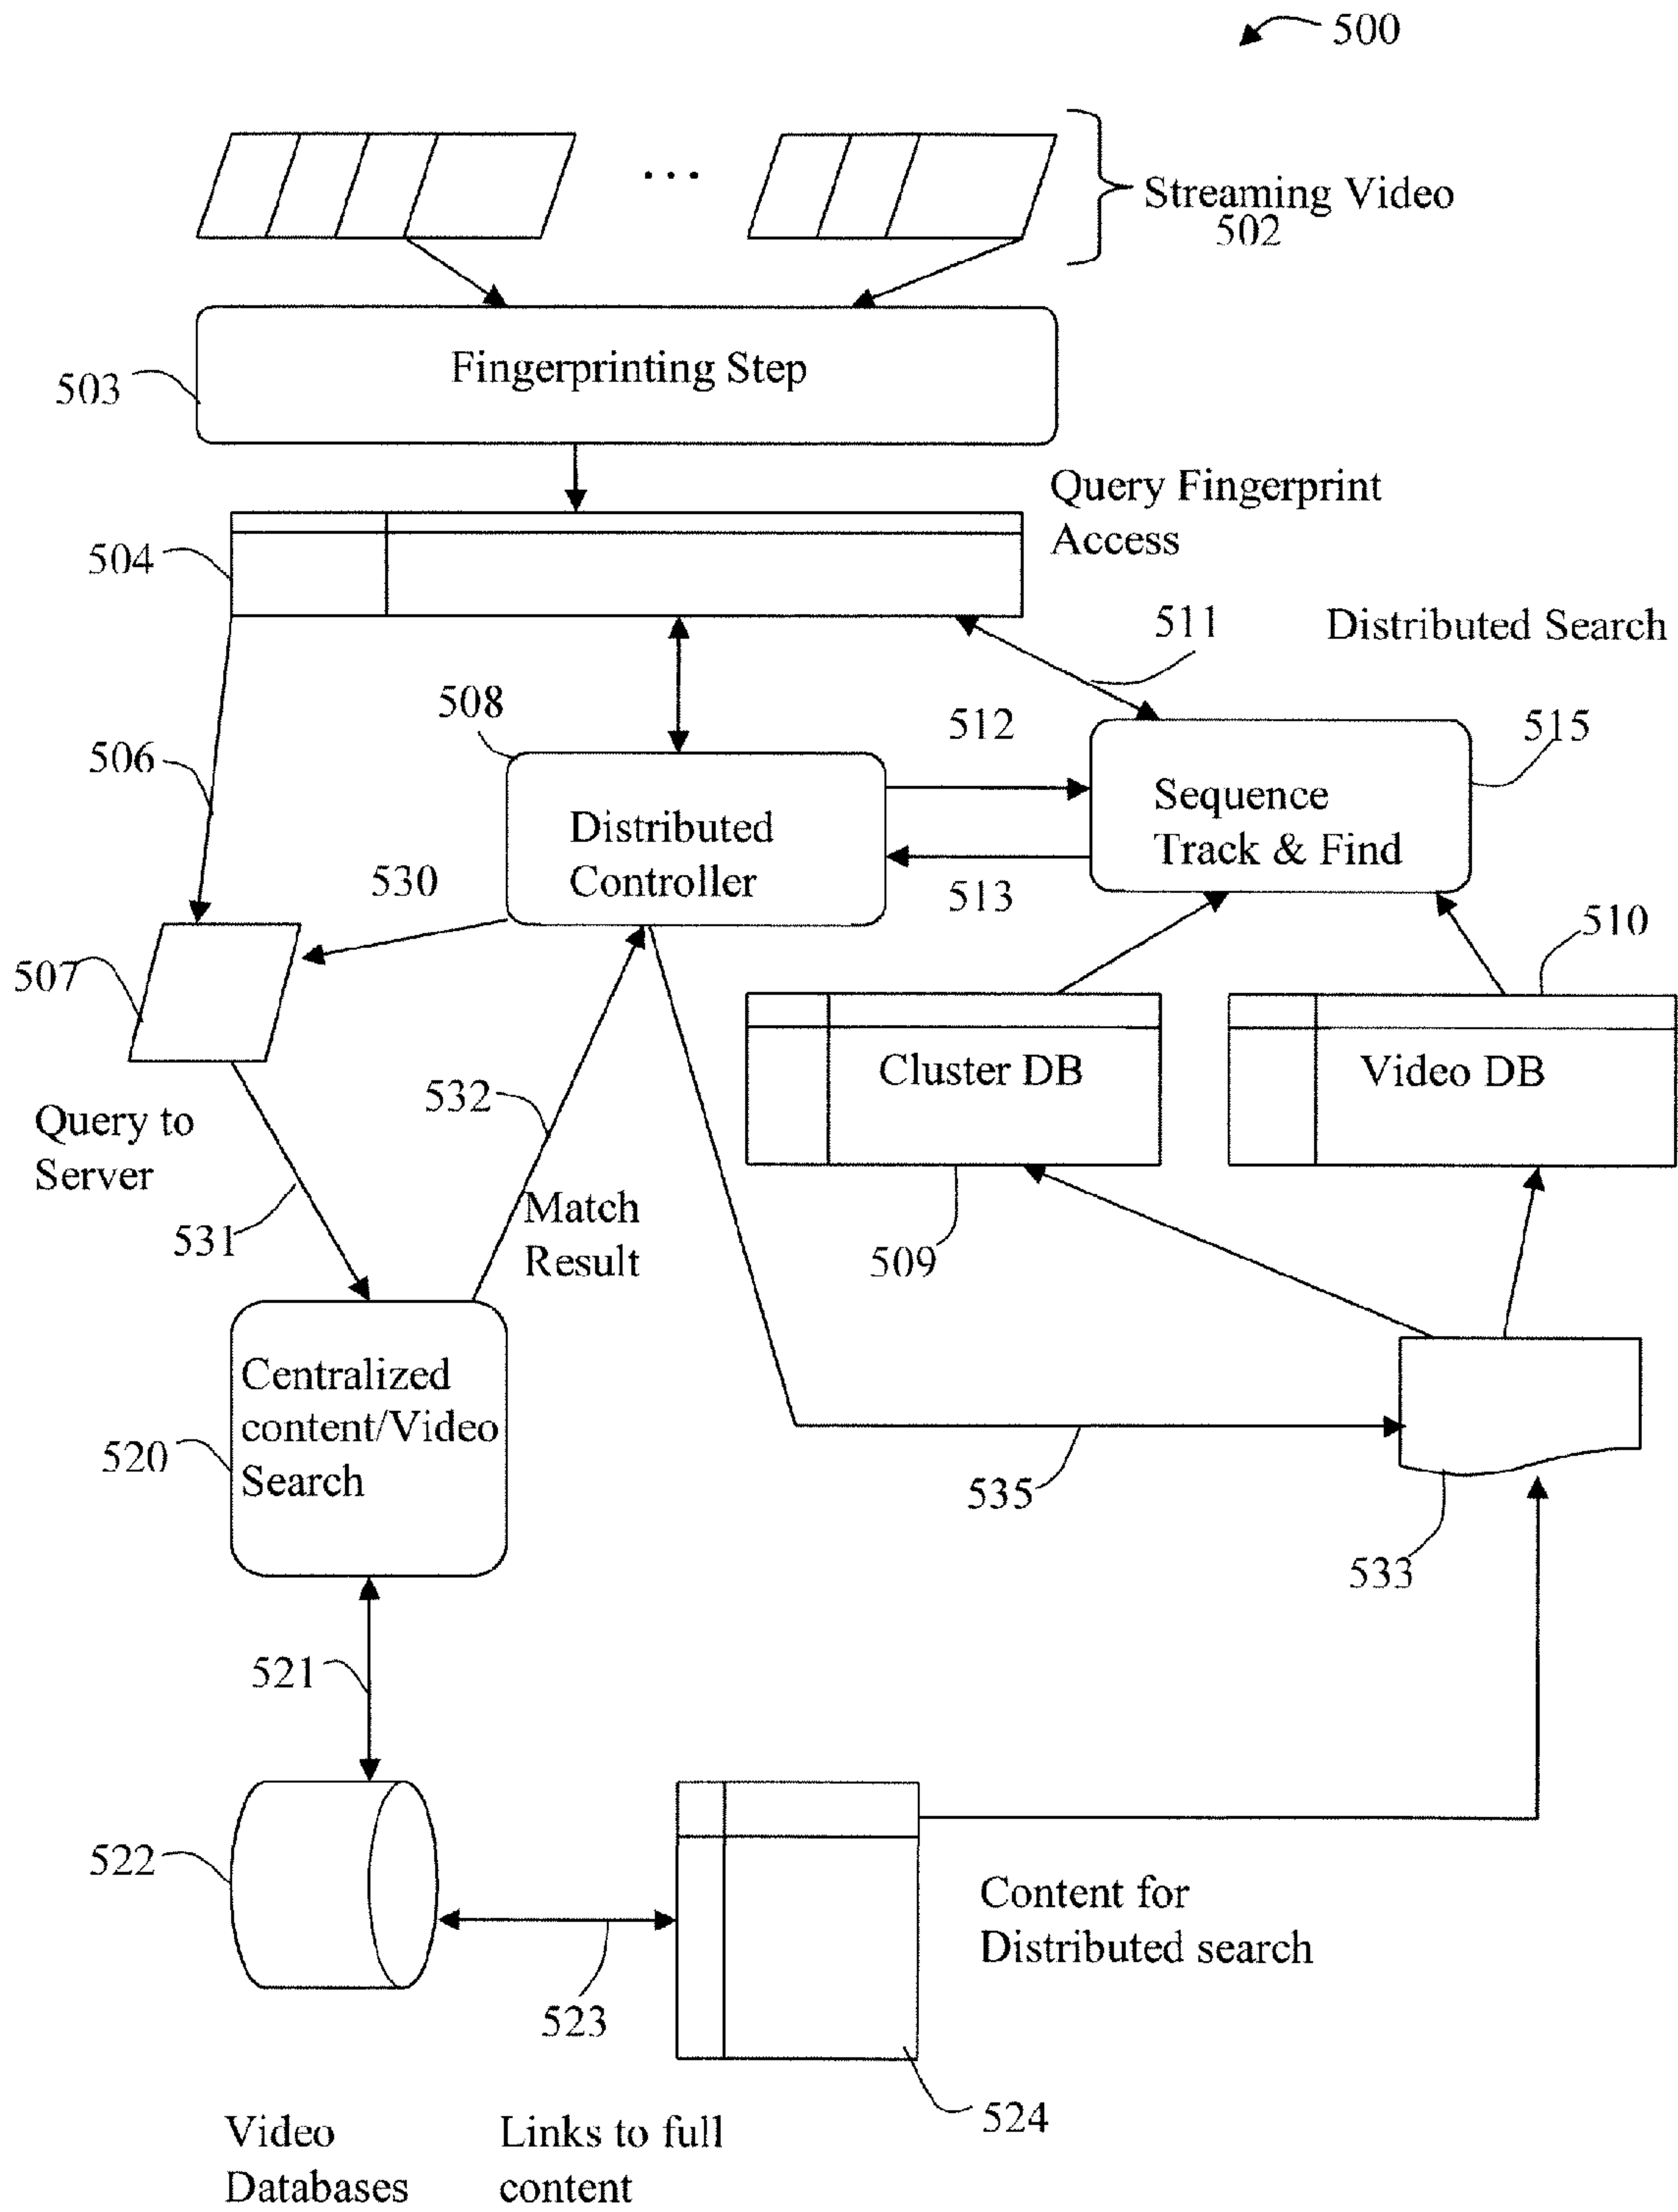 500
Streaming Video
502
Fingerprinting Step
503
Query Fingerprint
Access
504
511
Distributed Search
508
512
515
506
Distributed
Controller
Sequence
Track & Find
530
513
510
507
Cluster DB
Video DB
532
Query to
Server
531
Match
Result
509
Centralized
content/Video
Search
520
535
533
521
522
Content for
Distributed search
523
524
Video
Databases
Links to full
content